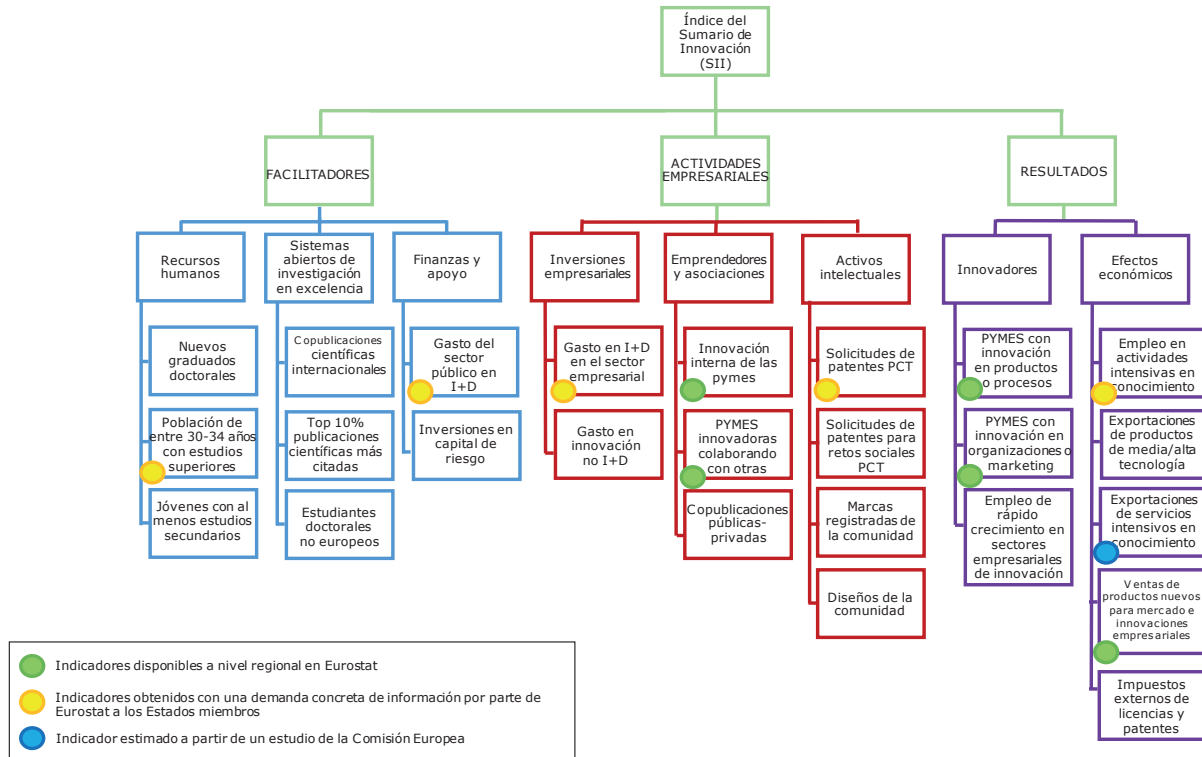 Índice del
Sumario de
Innovación
(SII)
FACILITADORES
ACTIVIDADES
EMPRESARIALES
RESULTADOS
Recursos
humanos
Sistemas
abiertos de
investigación
en excelencia
Finanzas y
apoyo
Inversiones
empresariales
Emprendedores
y asociaciones
Activos
intelectuales
Innovadores
Efectos
económicos
Nuevos
graduados
doctorales
Población de
entre 30-34 años
con estudios
superiores
Jóvenes con al
menos estudios
secundarios
Copublicaciones
científicas
internacionales
Top 10%
publicaciones
científicas más
citadas
Estudiantes
doctorales
no europeos
Gasto del
sector
público en
I+D
Inversiones en
capital de
riesgo
Gasto en I+D
en el sector
empresarial
Gasto en
innovación
no I+D
Innovación
interna de las
pymes
PYMES
innovadoras
colaborando
con otras
Copublicaciones
públicas-
privadas
Solicitudes de
patentes PCT
Solicitudes de
patentes para
retos sociales
PCT
Marcas
registradas de
la comunidad
Diseños de la
comunidad
PYMES con
innovación
en productos
o procesos
PYMES con
innovación en
organizaciones o
marketing
Empleo de
rápido
crecimiento en
sectores
empresariales
de innovación
Empleo en
actividades
intensivas en
conocimiento
Exportaciones
de productos
de media/alta
tecnología
Exportaciones
de servicios
intensivos en
conocimiento
Ventas de
productos nuevos
para mercado e
innovaciones
empresariales
Impuestos
externos de
licencias y
patentes
Indicadores disponibles a nivel regional en Eurostat
Indicadores obtenidos con una demanda concreta de información por parte de
Eurostat a los Estados miembros
Indicador estimado a partir de un estudio de la Comisión Europea